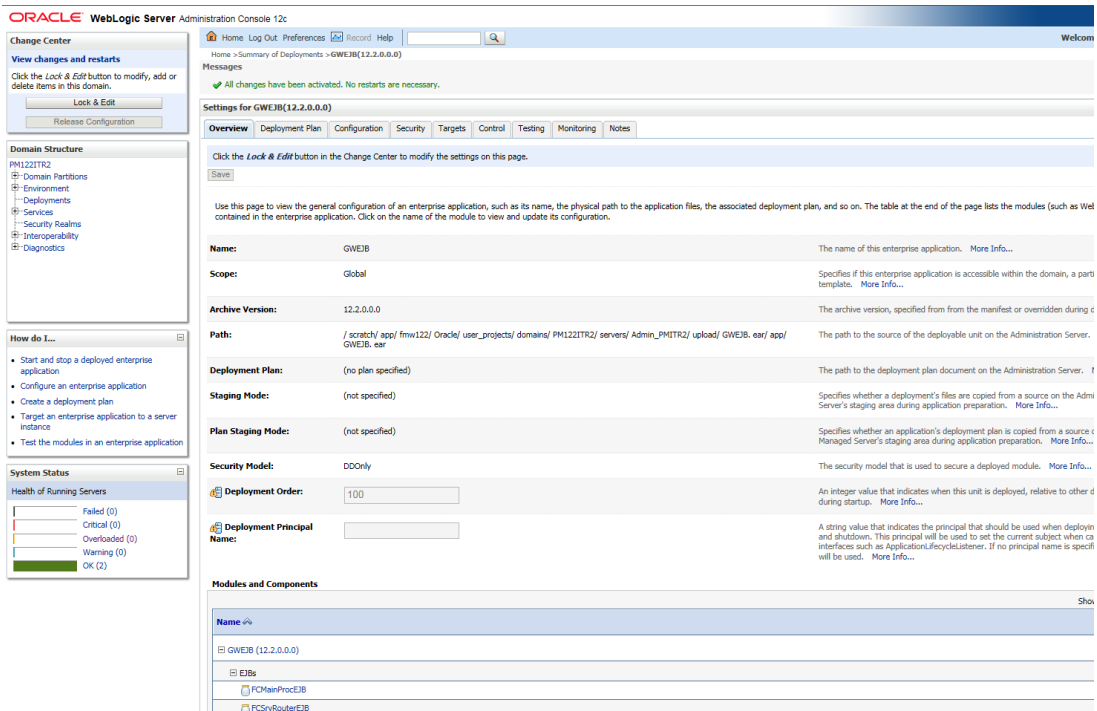 ORACLE WebLogic Server Administration Console 12c
Change Center
View changes and restarts
Click the Lock & Edit button to modify, add or
delete items in this domain.
Lock & Edit
Release Configuration
Domain Structure
PM122ITR2
Domain Partitions
Environment
Deployments
Services
Security Realms
Interoperability
Diagnostics
How do I...
Start and stop a deployed enterprise
application
Configure an enterprise application
Create a deployment plan
Target an enterprise application to a server
instance
Test the modules in an enterprise application
System Status
Health of Running Servers
Failed (0)
Critical (0)
Overloaded (0)
Warning (0)
OK (2)
Home Log Out Preferences Record Help
Welcom
Home >Summary of Deployments >GWEJB(12.2.0.0.0)
Messages
All changes have been activated. No restarts are necessary.
Settings for GWEJB(12.2.0.0.0)
Overview Deployment Plan Configuration Security Targets Control Testing Monitoring Notes
Click the Lock & Edit button in the Change Center to modify the settings on this page.
Save
Use this page to view the general configuration of an enterprise application, such as its name, the physical path to the application files, the associated deployment plan, and so on. The table at the end of the page lists the modules (such as Web
contained in the enterprise application. Click on the name of the module to view and update its configuration.
Name: GWEJB The name of this enterprise application. More Info...
Scope: Global Specifies if this enterprise application is accessible within the domain, a parti
template. More Info...
Archive Version: 12.2.0.0.0 The archive version, specified from from the manifest or overridden during d
Path: / scratch/ app/ fmw122/ Oracle/ user_projects/ domains/ PM122ITR2/ servers/ Admin_PMITR2/ upload/ GWEJB. ear/ app/ The path to the source of the deployable unit on the Administration Server.
GWEJB. ear
Deployment Plan: (no plan specified) The path to the deployment plan document on the Administration Server.
Staging Mode: (not specified) Specifies whether a deployment's files are copied from a source on the Admi
Server's staging area during application preparation. More Info...
Plan Staging Mode: (not specified) Specifies whether an application's deployment plan is copied from a source o
Managed Server's staging area during application preparation. More Info...
Security Model: DDOnly The security model that is used to secure a deployed module. More Info...
Deployment Order: 100 An integer value that indicates when this unit is deployed, relative to other d
during startup. More Info...
Deployment Principal A string value that indicates the principal that should be used when deployin
Name: and shutdown. This principal will be used to set the current subject when ca
interfaces such as ApplicationLifecycleListener. If no principal name is specifi
will be used. More Info...
Modules and Components
Show
Name
GWEJB (12.2.0.0.0)
EJBs
FCMainProcEJB
FCSrvRouterEJB